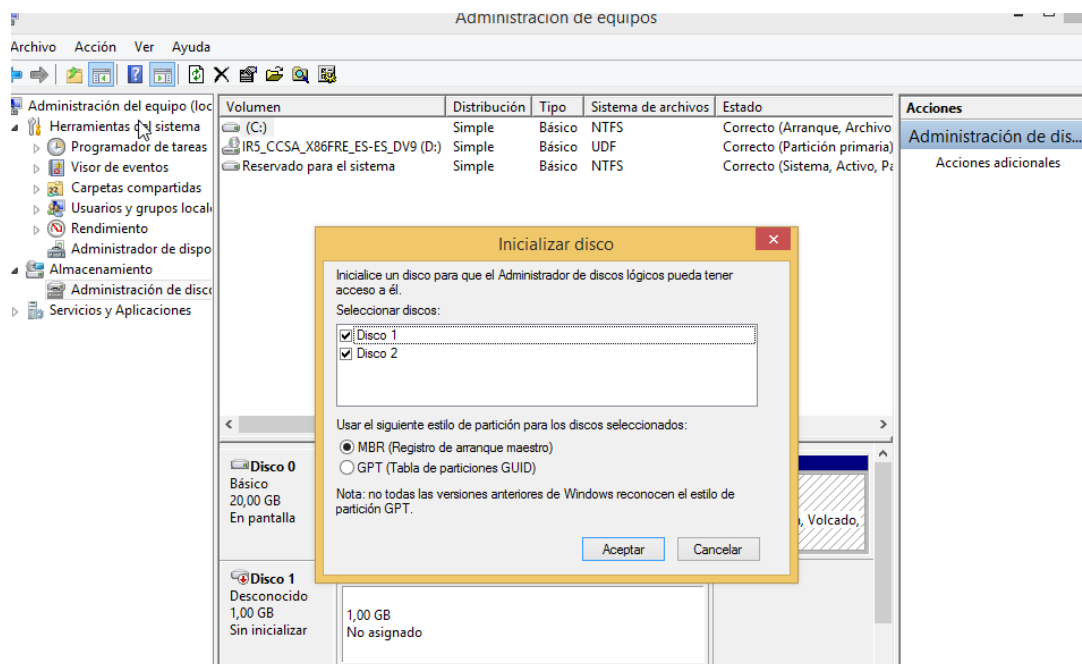 Administración de equipos
Archivo Acción Ver Ayuda
Administración del equipo (loc
Herramientas del sistema
Programador de tareas
Visor de eventos
Carpetas compartidas
Usuarios y grupos local
Rendimiento
Administrador de dispo
Almacenamiento
Administración de disc
Servicios y Aplicaciones
Volumen Distribución Tipo Sistema de archivos Estado
(C:) Simple Básico NTFS Correcto (Arranque, Archivo
IR5_CCSA_X86FRE_ES-ES_DV9 (D:) Simple Básico UDF Correcto (Partición primaria)
Reservado para el sistema Simple Básico NTFS Correcto (Sistema, Activo, Pa
Acciones
Administración de dis...
Acciones adicionales
Inicializar disco
Inicialice un disco para que el Administrador de discos lógicos pueda tener
acceso a él.
Seleccionar discos:
Disco 1
Disco 2
Usar el siguiente estilo de partición para los discos seleccionados:
MBR (Registro de arranque maestro)
GPT (Tabla de particiones GUID)
Nota: no todas las versiones anteriores de Windows reconocen el estilo de
partición GPT.
Aceptar Cancelar
Disco 0
Básico
20,00 GB
En pantalla
, Volcado,
Disco 1
Desconocido
1,00 GB
Sin inicializar
1,00 GB
No asignado